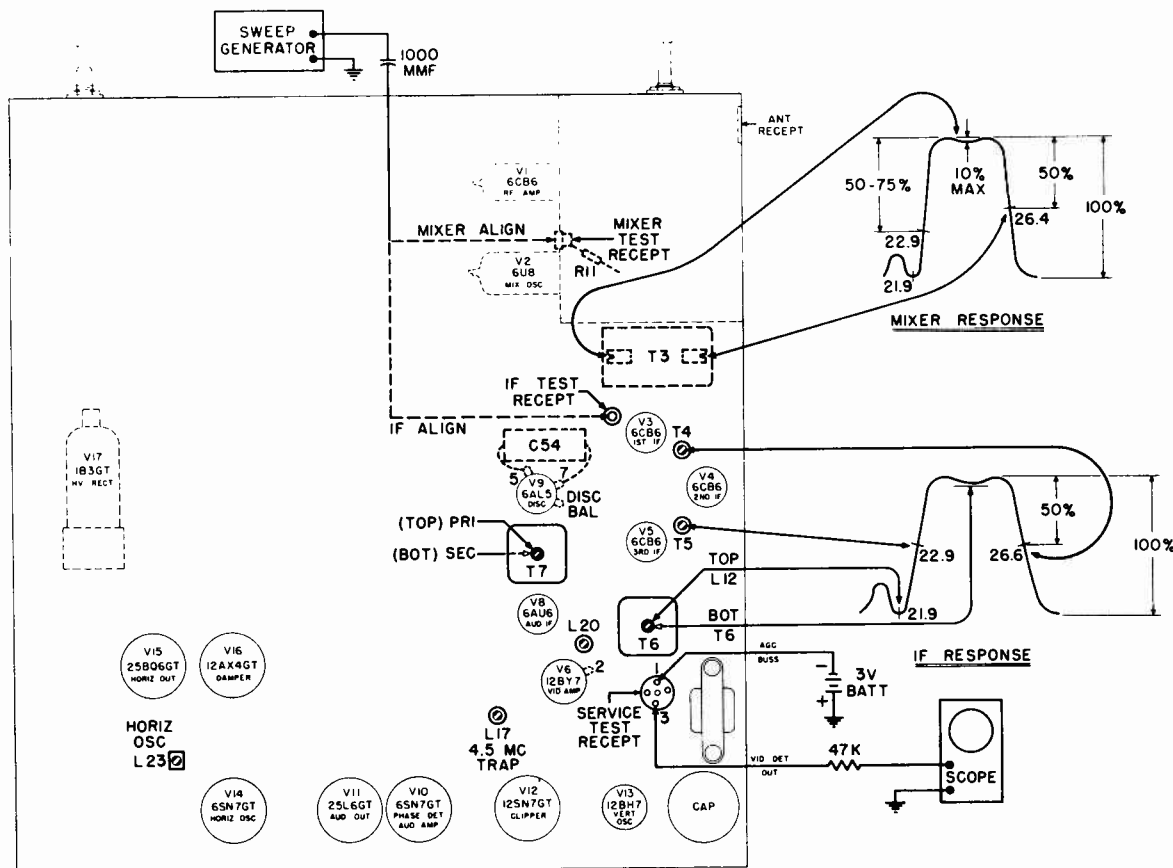 SWEEP
GENERATOR
1000
MMF
ANT
RECEPT
V1
6CB6
RF AMP
MIXER ALIGN
MIXER
TEST
RECEPT
R11
V2
6U8
MIX OSC
50-75%
10%
MAX
50%
100%
22.9
26.4
21.9
MIXER RESPONSE
T3
IF TEST
RECEPT
IF ALIGN
V3
6CB6
1ST IF
T4
C54
5
7
V9
6AL5
DISC
DISC
BAL
V4
6CB6
2ND IF
V17
1B3GT
HV RECT
(TOP) PRI
(BOT) SEC
T7
V5
6CB6
3RD IF
T5
TOP
L12
BOT
T6
T6
50%
100%
22.9
26.6
21.9
IF RESPONSE
V8
6AU6
AUD IF
L20
V6
12BY7
VID AMP
2
AGC
BUSS
1
3
SERVICE
TEST
RECEPT
-
+
3V
BATT
V15
25BQ6GT
HORIZ OUT
V16
12AX4GT
DAMPER
HORIZ
OSC
L23
L17
4.5 MC
TRAP
VID DET
OUT
47K
SCOPE
V14
6SN7GT
HORIZ OSC
V11
25L6GT
AUD OUT
V10
6SN7GT
PHASE DET
AUD AMP
V12
12SN7GT
CLIPPER
V13
12BH7
VERT
OSC
CAP